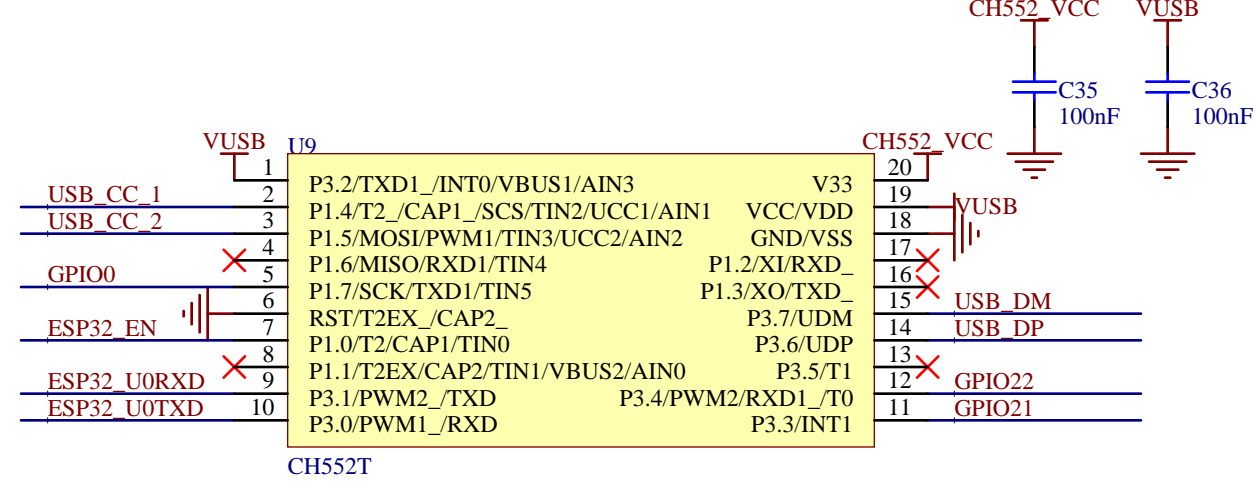 CH552_VCC VUSB
C35 C36
100nF 100nF
VUSB U9 CH552_VCC
1 P3.2/TXD1_/INT0/VBUS1/AIN3 V33 20
USB_CC_1 2 P1.4/T2_/CAP1_/SCS/TIN2/UCC1/AIN1 VCC/VDD 19 VUSB
USB_CC_2 3 P1.5/MOSI/PWM1/TIN3/UCC2/AIN2 GND/VSS 18
4 P1.6/MISO/RXD1/TIN4 P1.2/XI/RXD_ 17
GPIO0 5 P1.7/SCK/TXD1/TIN5 P1.3/XO/TXD_ 16
6 RST/T2EX_/CAP2_ P3.7/UDM 15 USB_DM
ESP32_EN 7 P1.0/T2/CAP1/TIN0 P3.6/UDP 14 USB_DP
8 P1.1/T2EX/CAP2/TIN1/VBUS2/AIN0 P3.5/T1 13
ESP32_U0RXD 9 P3.1/PWM2_/TXD P3.4/PWM2/RXD1_/T0 12 GPIO22
ESP32_U0TXD 10 P3.0/PWM1_/RXD P3.3/INT1 11 GPIO21
CH552T